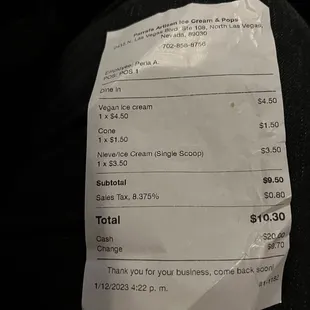 Parrafa Artisan Ice Cream & Pops
Las Vegas Blvd. Ste 108, North Las Vegas,
Nevada, 89030
702-856-8756
Employee: Perla A.
POS: POS 1
Dine In
Vegan Ice cream $4.50
1 x $4.50
Cone $1.50
1 x $1.50
Nieve/Ice Cream (Single Scoop) $3.50
1 x $3.50
Subtotal $9.50
Sales Tax, 8.375% $0.80
Total $10.30
Cash $20.00
Change $9.70
Thank you for your business, come back soon!
1/12/2023 4:22 p. m.